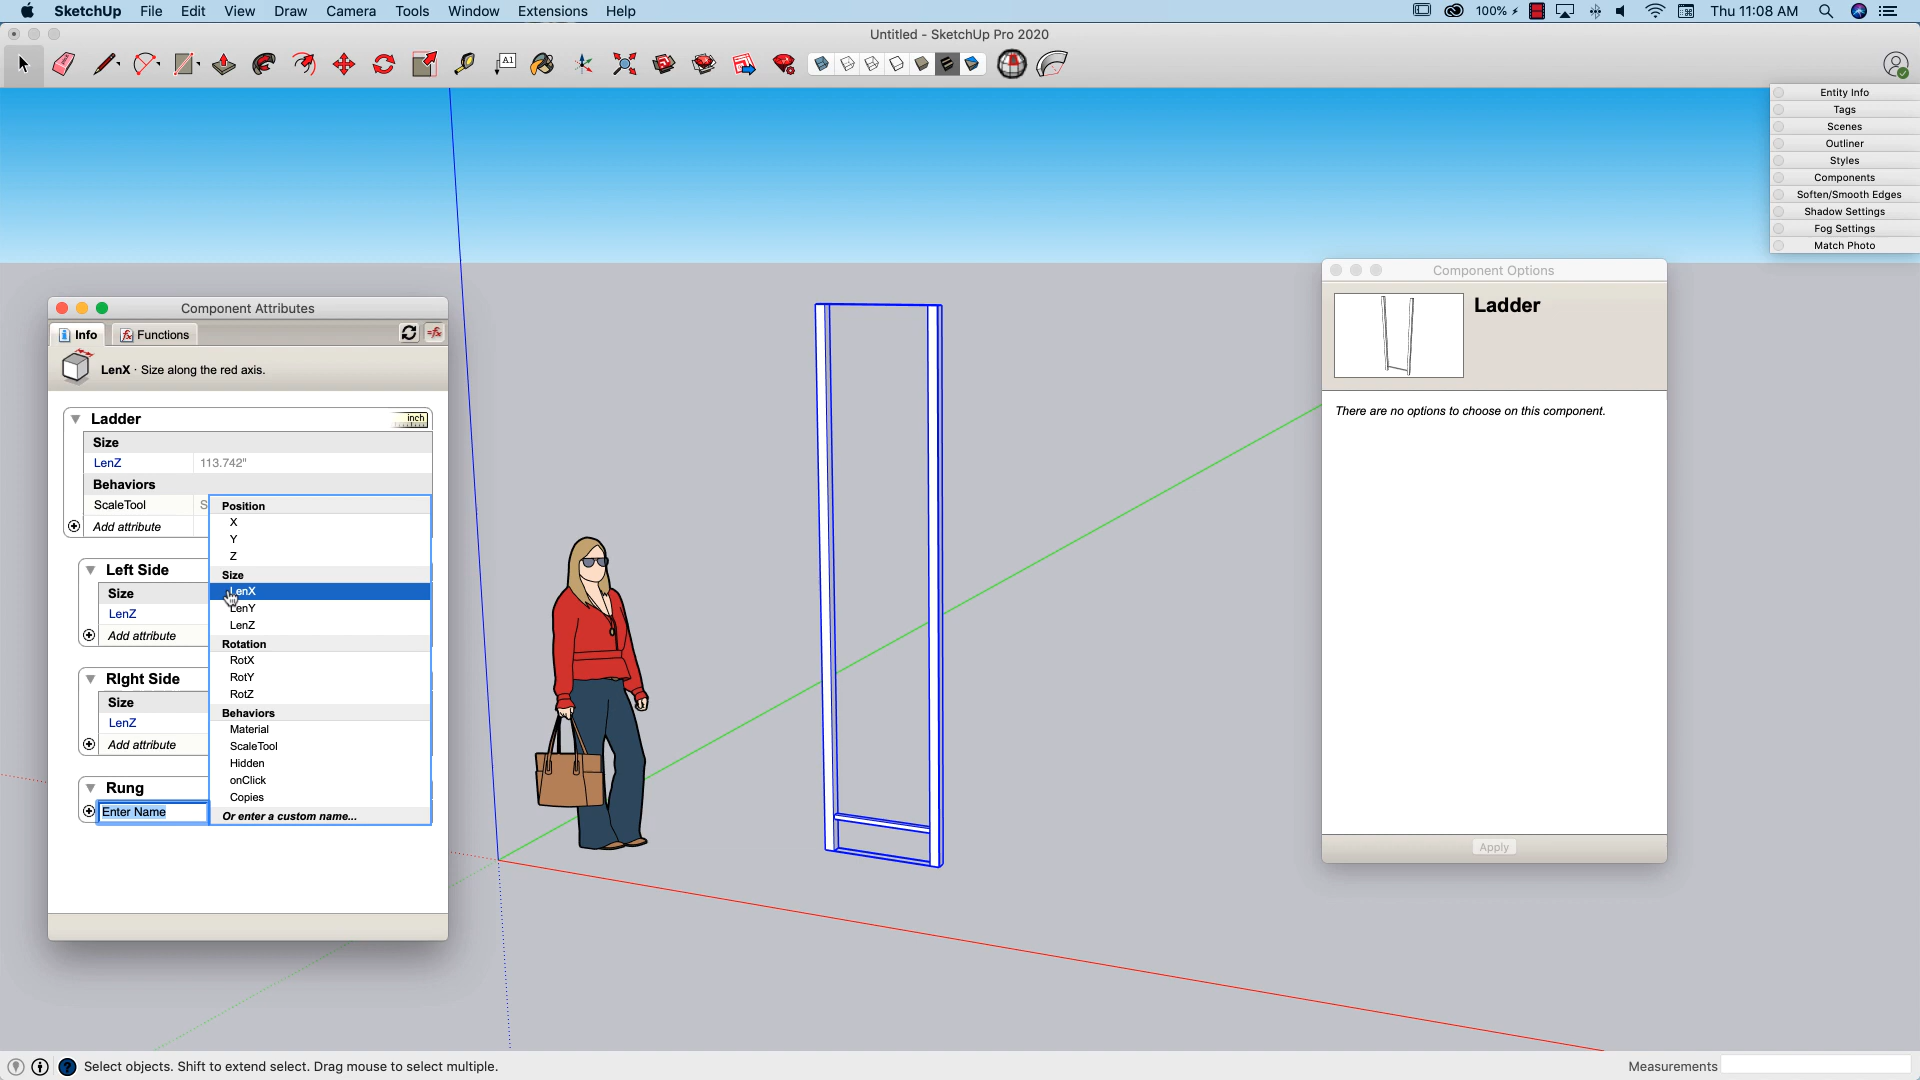 SketchUp File Edit View Draw Camera Tools Window Extensions Help
100% Thu 11:08 AM
Untitled - SketchUp Pro 2020
A1
Entity Info
Tags
Scenes
Outliner
Styles
Components
Soften/Smooth Edges
Shadow Settings
Fog Settings
Match Photo
Component Attributes
Info Functions
=fx
LenX · Size along the red axis.
Ladder inch
Size
LenZ 113.742"
Behaviors
ScaleTool S
Add attribute
Left Side
Size
LenZ
Add attribute
RIght Side
Size
LenZ
Add attribute
Rung
Enter Name
Position
X
Y
Z
Size
LenX
LenY
LenZ
Rotation
RotX
RotY
RotZ
Behaviors
Material
ScaleTool
Hidden
onClick
Copies
Or enter a custom name...
Component Options
Ladder
There are no options to choose on this component.
Apply
Select objects. Shift to extend select. Drag mouse to select multiple.
Measurements